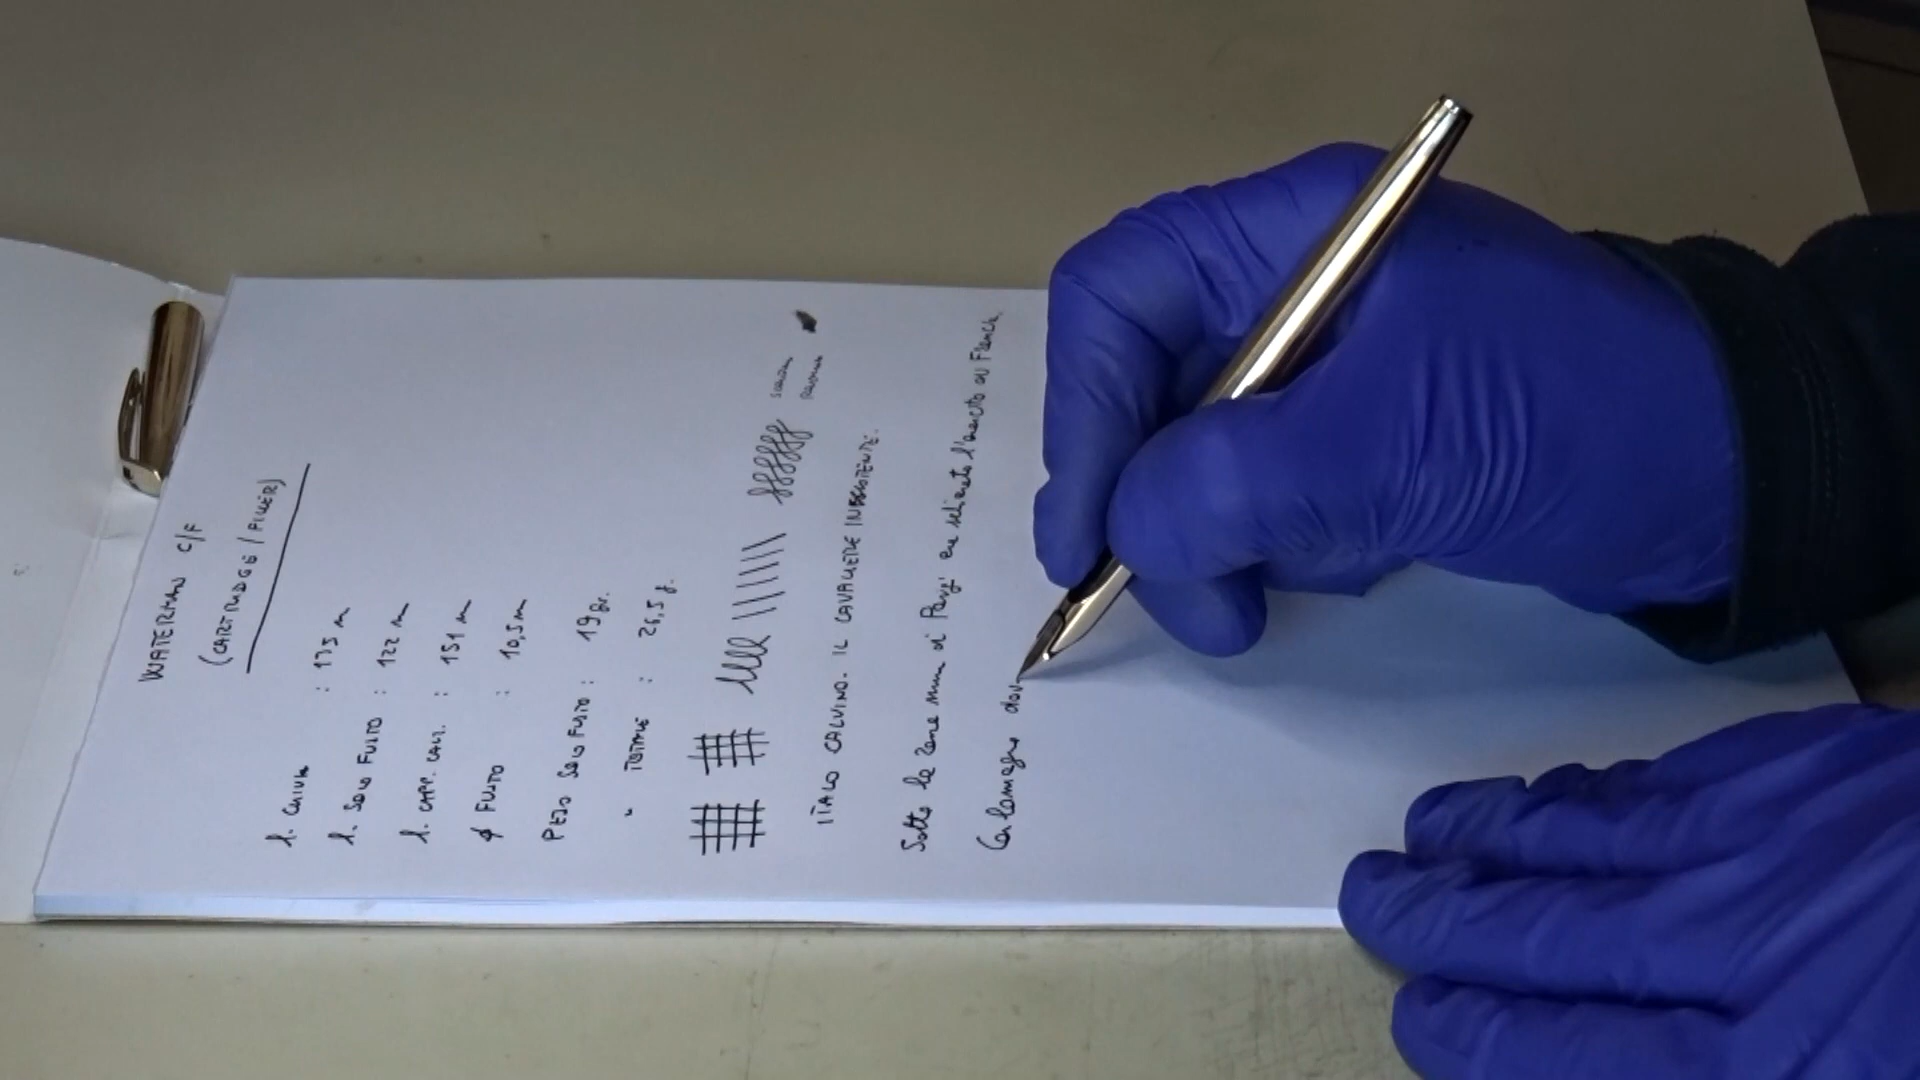 WATERMAN C/F
(CARTRIDGE / FILLER)
l. CHIUSA : 135 m
l. SOLO FUSTO : 122 m
l. CAPP. CALZ. : 151 m
ϕ FUSTO : 10,5 m
PESO SOLO FUSTO : 19 gr.
" TOTALE : 26,5 g.
ITALO CALVINO. IL CAVALIERE INESISTENTE.
Sotto le rosse mura di Parigi era schierato l'esercito di Francia.
Carlomagno dov